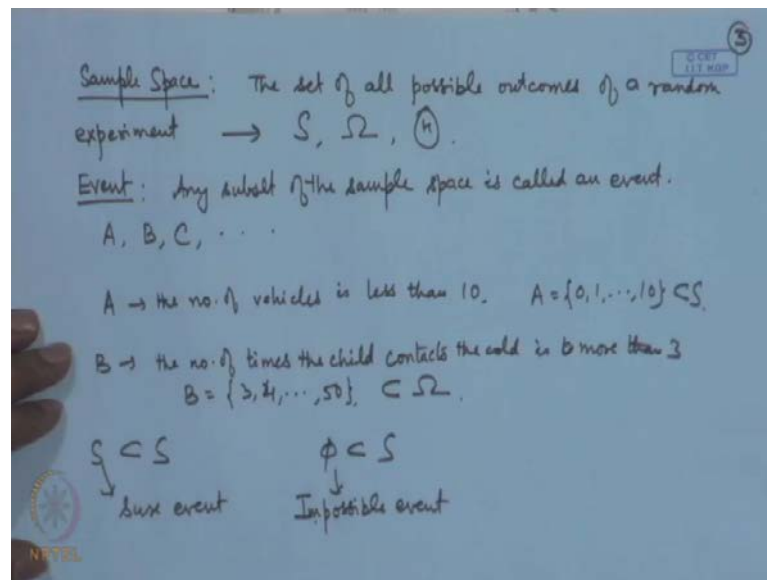 3
© CET
I.I.T. KGP
Sample Space : The set of all possible outcomes of a random
experiment → S, Ω, Ⓗ.
Event : Any subset of the sample space is called an event.
A, B, C, . . .
A → the no. of vehicles is less than 10. A = {0, 1, ..., 10} ⊂ S.
B → the no. of times the child contacts the cold is more than 3
B = {3, 4, ..., 50} ⊂ Ω.
S ⊂ S φ ⊂ S
sure event Impossible event
NPTEL